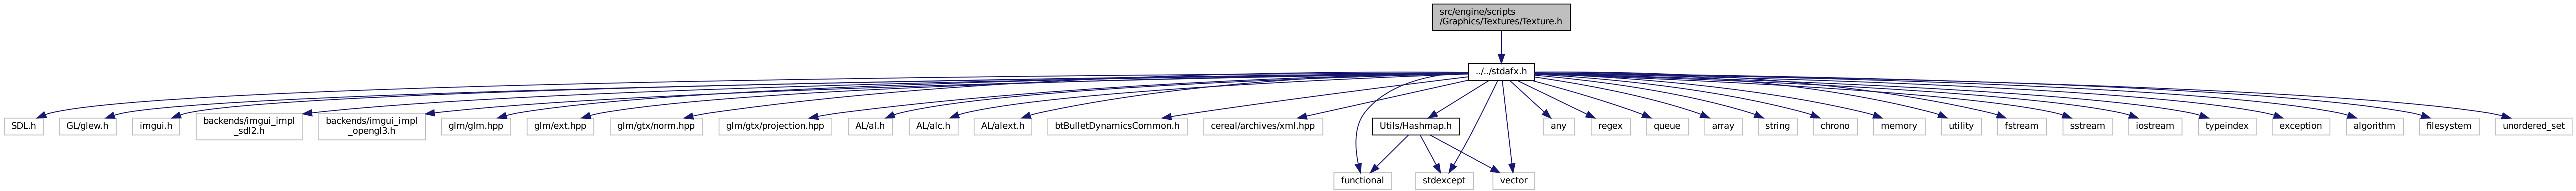 src/engine/scripts
/Graphics/Textures/Texture.h
../../stdafx.h
SDL.h
GL/glew.h
imgui.h
backends/imgui_impl
_sdl2.h
backends/imgui_impl
_opengl3.h
glm/glm.hpp
glm/ext.hpp
glm/gtx/norm.hpp
glm/gtx/projection.hpp
AL/al.h
AL/alc.h
AL/alext.h
btBulletDynamicsCommon.h
cereal/archives/xml.hpp
Utils/Hashmap.h
any
regex
queue
array
string
chrono
memory
utility
fstream
sstream
iostream
typeindex
exception
algorithm
filesystem
unordered_set
functional
stdexcept
vector